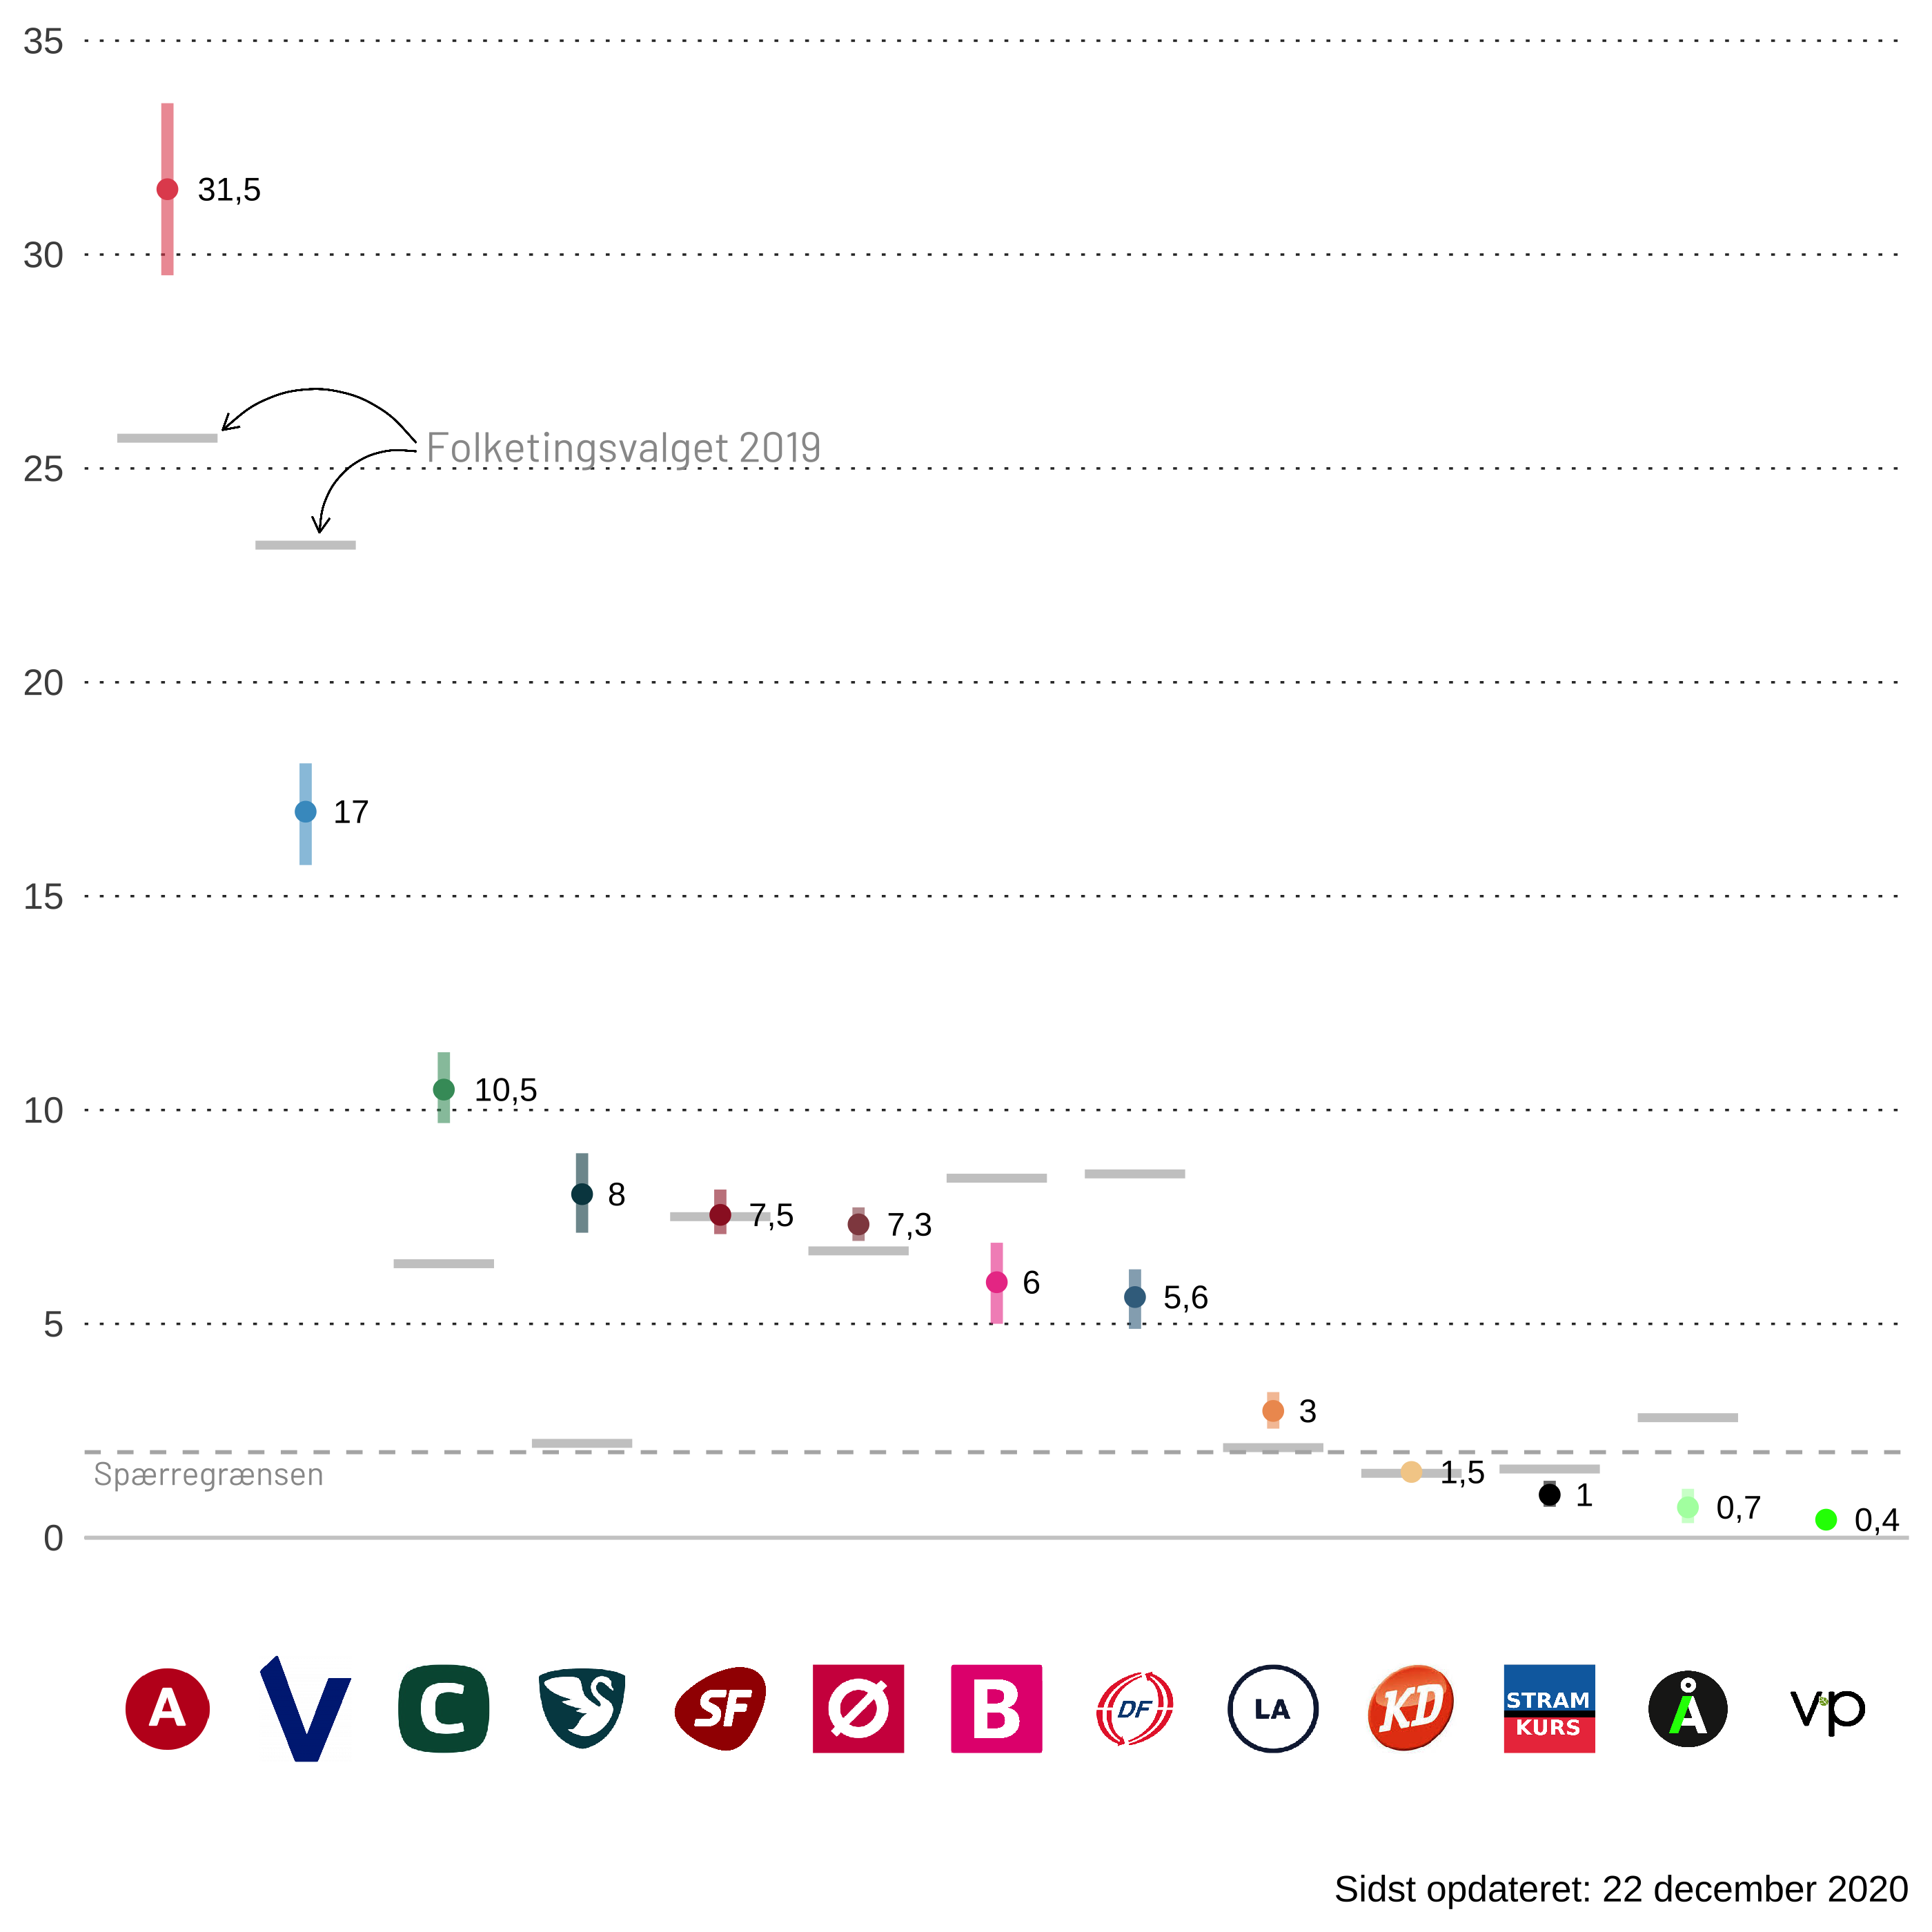 35
31,5
30
Folketingsvalget 2019
25
20
17
15
10,5
10
8
7,5
7,3
6
5,6
5
3
Spærregrænsen
1,5
1
0,7
0,4
0
A
V
C
SF
Ø
B
DF
LA
KD
STRAM
KURS
Å
vp
Sidst opdateret: 22 december 2020